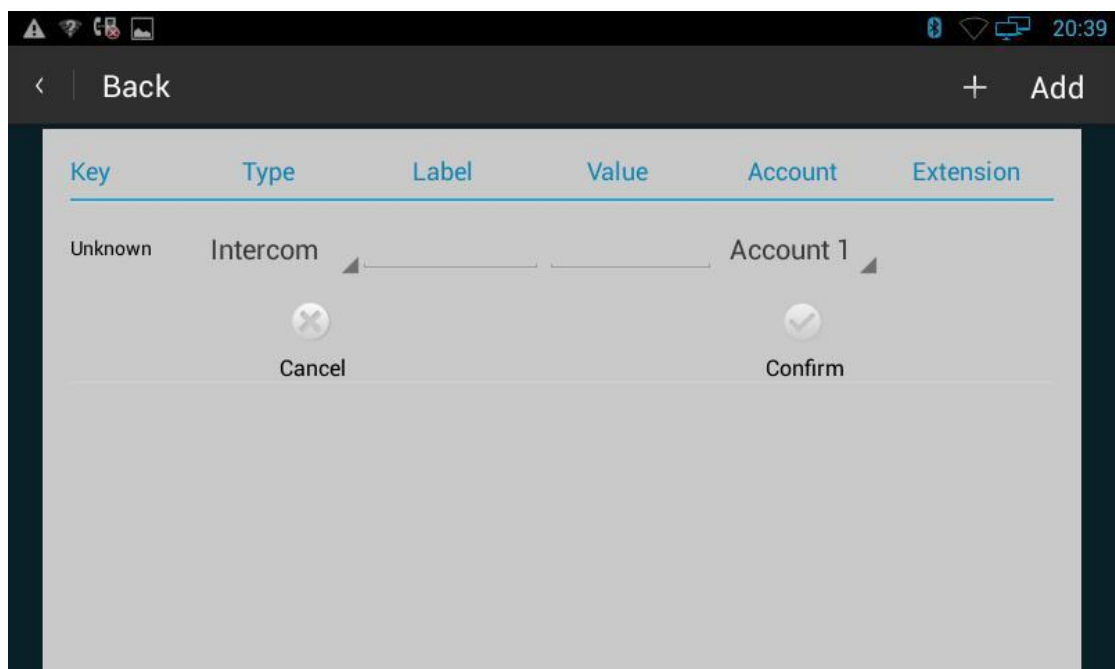 20:39
Back + Add
Key Type Label Value Account Extension
Unknown Intercom Account 1
Cancel Confirm